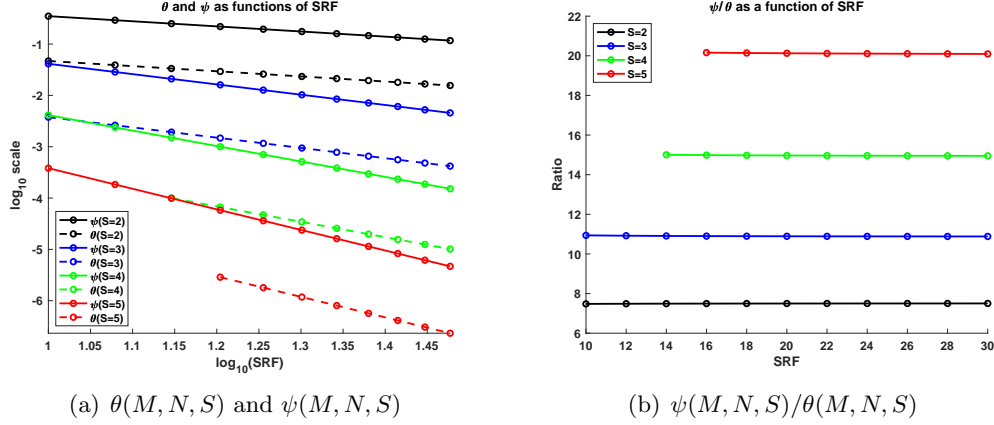 θ and ψ as functions of SRF
-1
-2
-3
-4
-5
-6
log₁₀ scale
ψ(S=2)
θ(S=2)
ψ(S=3)
θ(S=3)
ψ(S=4)
θ(S=4)
ψ(S=5)
θ(S=5)
1 1.05 1.1 1.15 1.2 1.25 1.3 1.35 1.4 1.45
log₁₀(SRF)
(a) θ(M, N, S) and ψ(M, N, S)
ψ/θ as a function of SRF
22
20
18
16
14
12
10
8
6
Ratio
S=2
S=3
S=4
S=5
10 12 14 16 18 20 22 24 26 28 30
SRF
(b) ψ(M, N, S)/θ(M, N, S)